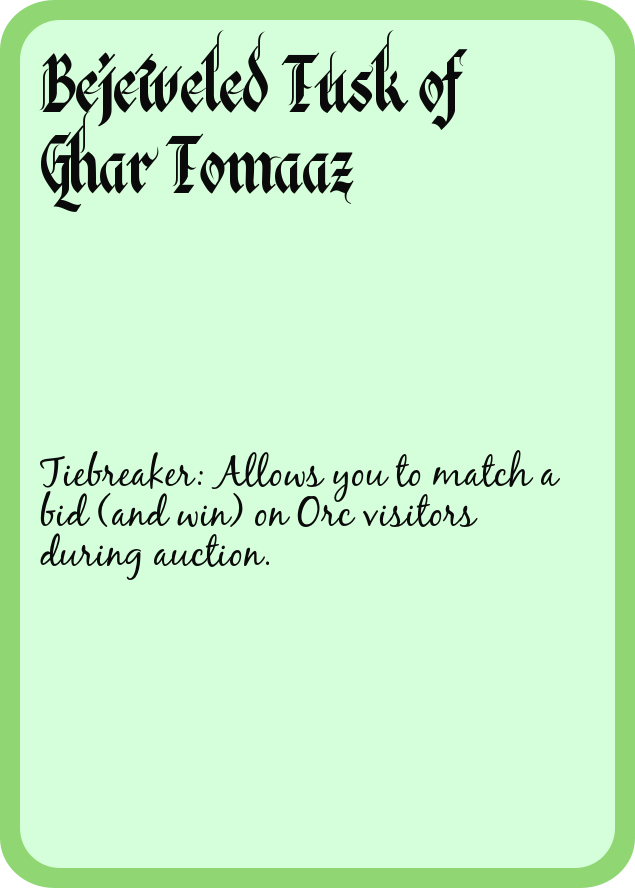 Bejeweled Tusk of
Ghar Tomaaz
Tiebreaker: Allows you to match a
bid (and win) on Orc visitors
during auction.